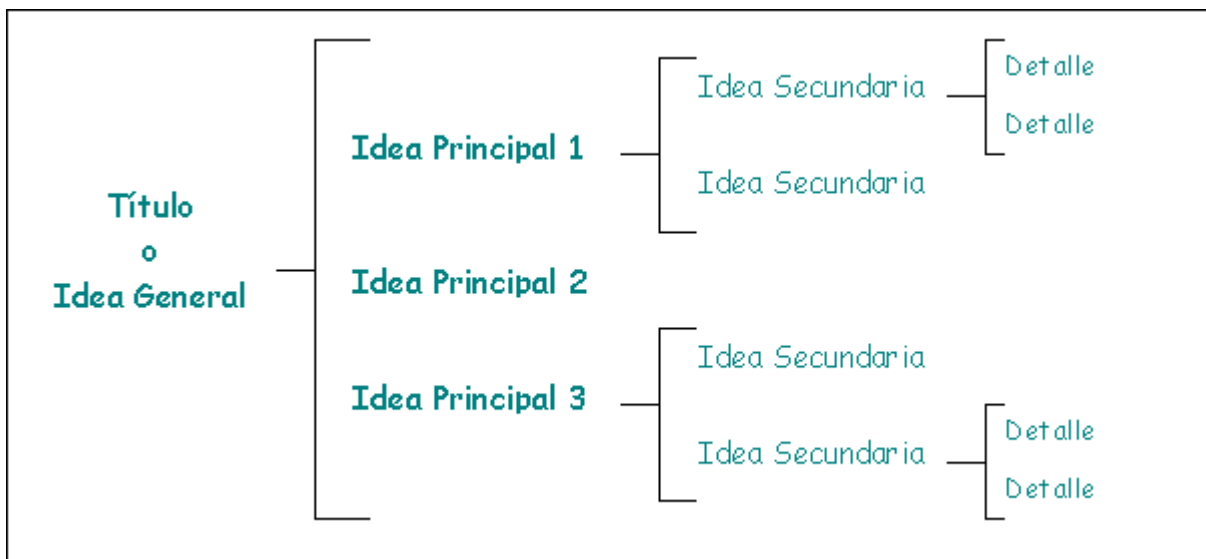 Título
o
Idea General
Idea Principal 1
Idea Secundaria
Detalle
Detalle
Idea Secundaria
Idea Principal 2
Idea Principal 3
Idea Secundaria
Idea Secundaria
Detalle
Detalle